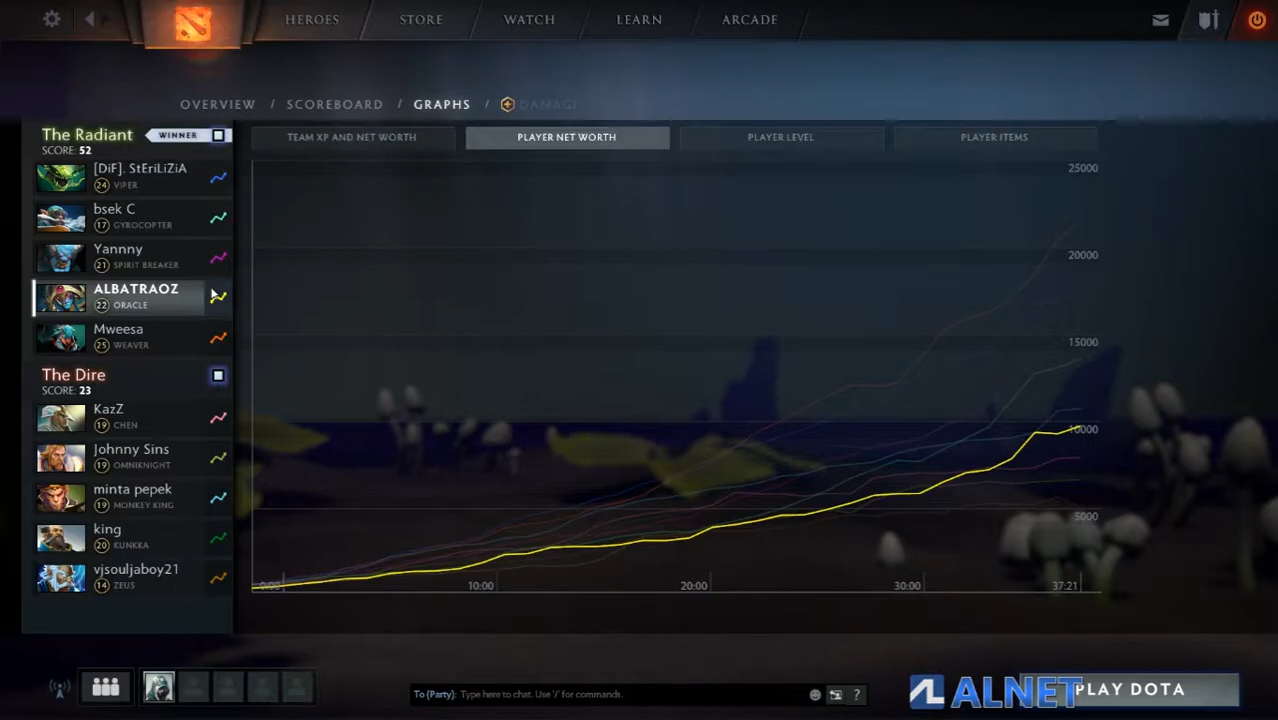 HEROES
STORE
WATCH
LEARN
ARCADE
OVERVIEW / SCOREBOARD / GRAPHS / DAMAGE
The Radiant
WINNER
SCORE: 52
TEAM XP AND NET WORTH
PLAYER NET WORTH
PLAYER LEVEL
PLAYER ITEMS
[DiF]. StEriLiZiA
24 VIPER
bsek C
17 GYROCOPTER
Yannny
21 SPIRIT BREAKER
ALBATRAOZ
22 ORACLE
Mweesa
25 WEAVER
The Dire
SCORE: 23
KazZ
19 CHEN
Johnny Sins
19 OMNIKNIGHT
minta pepek
19 MONKEY KING
king
20 KUNKKA
vjsouljaboy21
14 ZEUS
25000
20000
15000
10000
5000
0:00
10:00
20:00
30:00
37:21
To (Party): Type here to chat. Use '/' for commands.
?
ALNET
PLAY DOTA